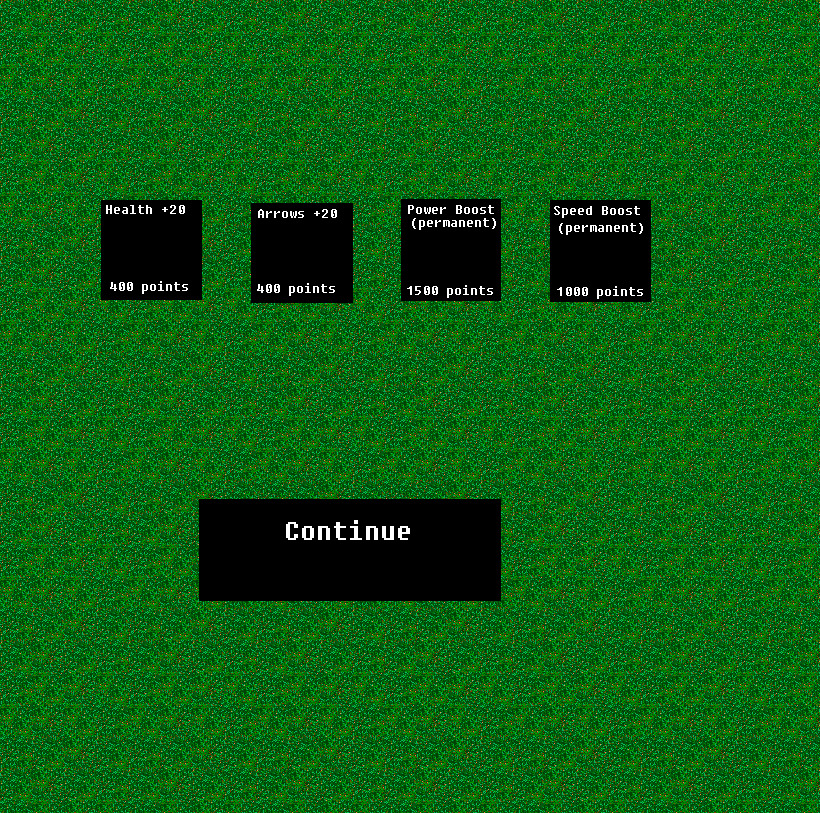 Health +20
400 points
Arrows +20
400 points
Power Boost
(permanent)
1500 points
Speed Boost
(permanent)
1000 points
Continue